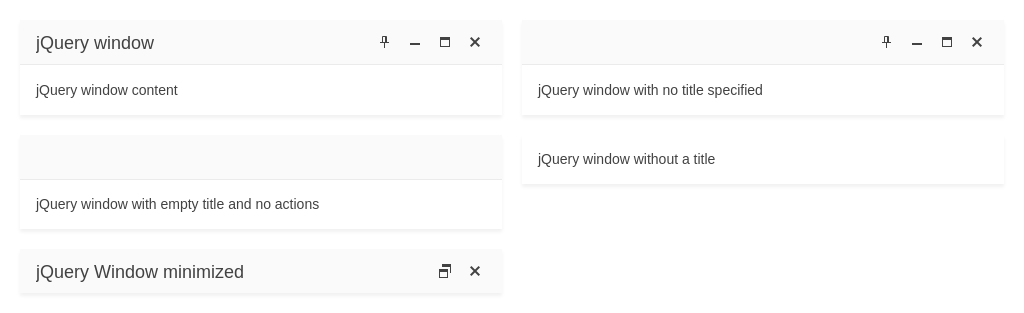 jQuery window
jQuery window content
jQuery window with no title specified
jQuery window with empty title and no actions
jQuery window without a title
jQuery Window minimized